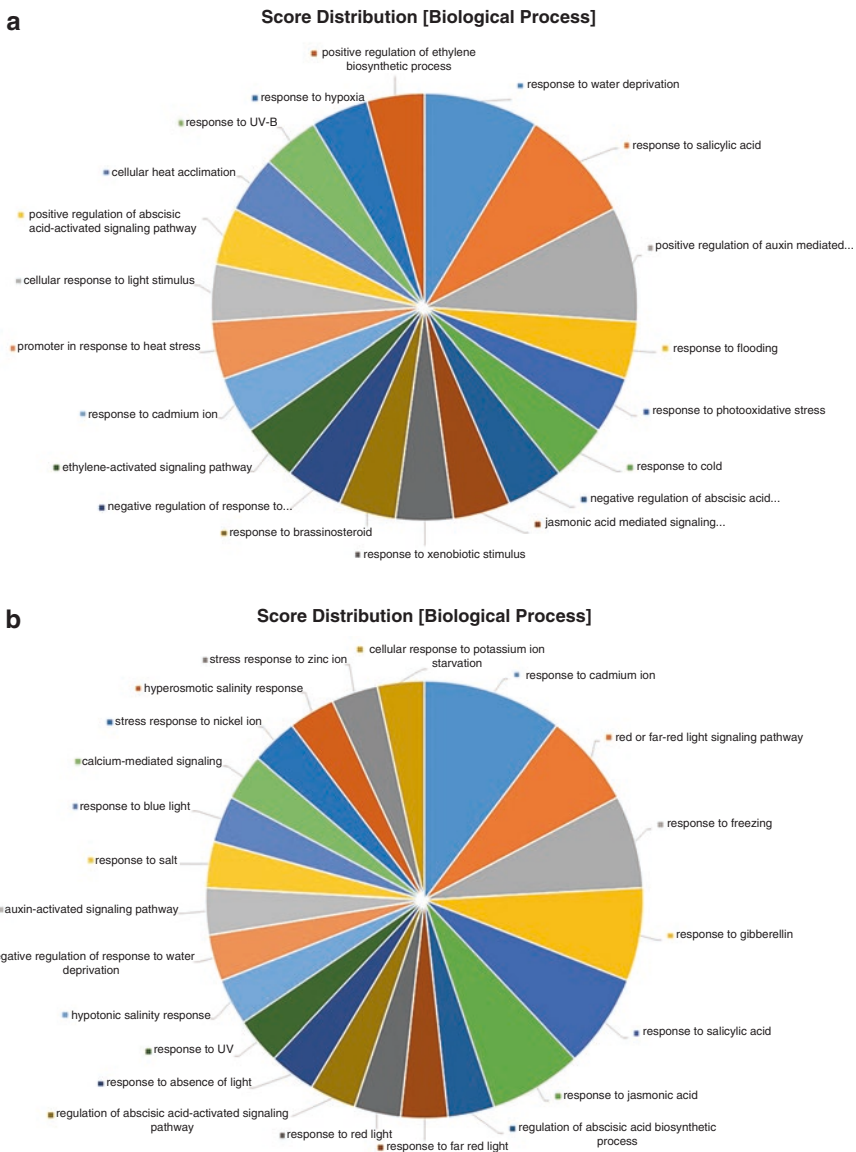 a
Score Distribution [Biological Process]
positive regulation of ethylene
biosynthetic process
response to water deprivation
response to hypoxia
response to UV-B
response to salicylic acid
cellular heat acclimation
positive regulation of abscisic
acid-activated signaling pathway
positive regulation of auxin mediated...
cellular response to light stimulus
promoter in response to heat stress
response to flooding
response to cadmium ion
response to photooxidative stress
ethylene-activated signaling pathway
response to cold
negative regulation of response to...
negative regulation of abscisic acid...
response to brassinosteroid
jasmonic acid mediated signaling...
response to xenobiotic stimulus
b
Score Distribution [Biological Process]
cellular response to potassium ion
starvation
stress response to zinc ion
response to cadmium ion
hyperosmotic salinity response
stress response to nickel ion
red or far-red light signaling pathway
calcium-mediated signaling
response to blue light
response to freezing
response to salt
auxin-activated signaling pathway
response to gibberellin
gative regulation of response to water
deprivation
hypotonic salinity response
response to salicylic acid
response to UV
response to absence of light
response to jasmonic acid
regulation of abscisic acid-activated signaling
pathway
regulation of abscisic acid biosynthetic
process
response to red light
response to far red light